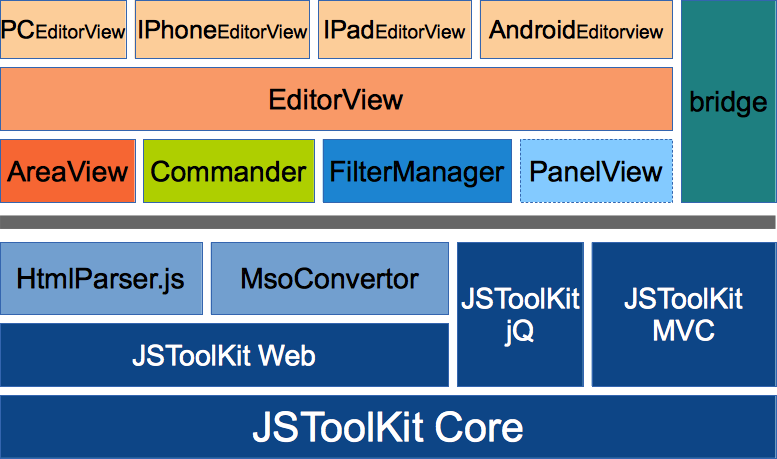 PCEditorView
IPhoneEditorView
IPadEditorView
AndroidEditorview
bridge
EditorView
AreaView
Commander
FilterManager
PanelView
HtmlParser.js
MsoConvertor
JSToolKit
jQ
JSToolKit
MVC
JSToolKit Web
JSToolKit Core